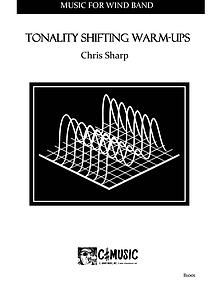 MUSIC FOR WIND BAND
TONALITY SHIFTING WARM-UPS
Chris Sharp
C MUSIC